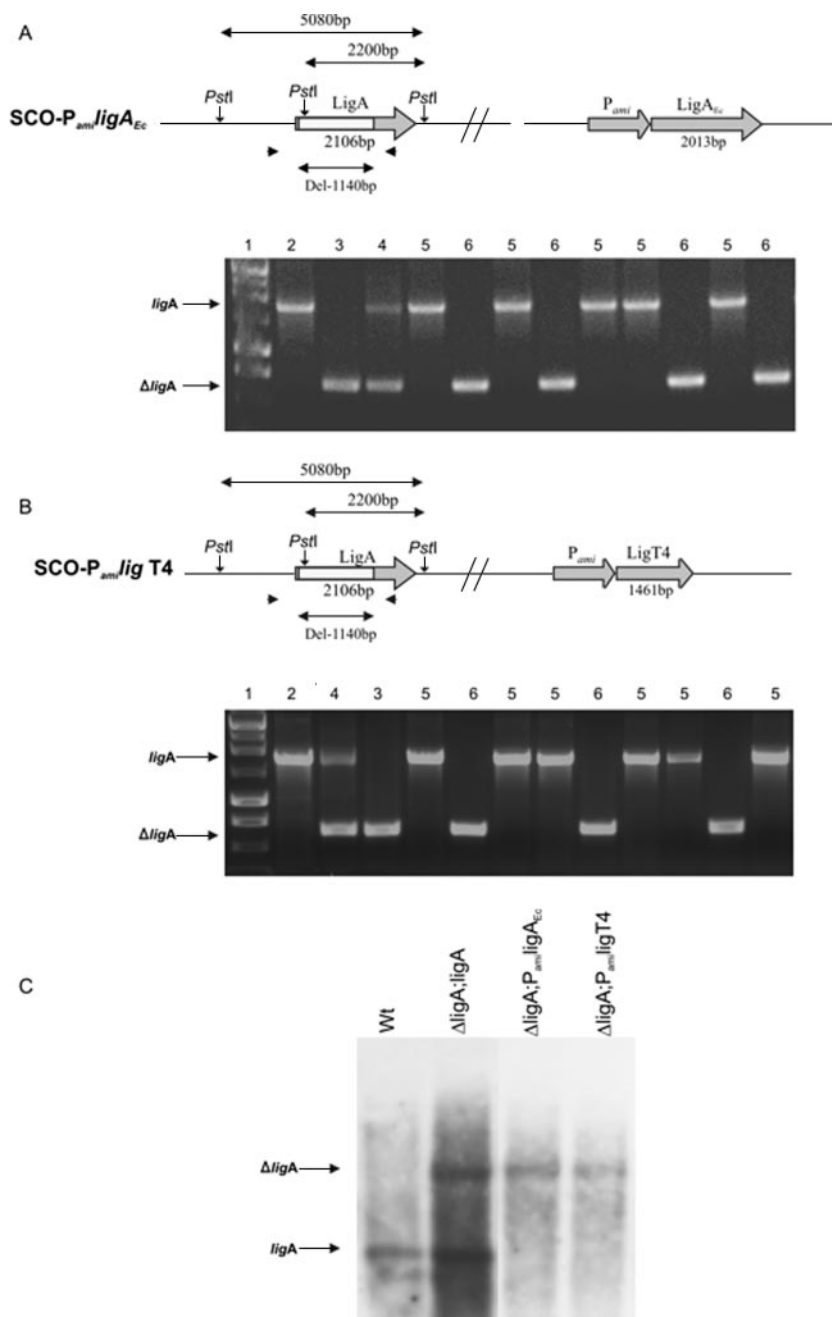 A
5080bp
2200bp
PstI PstI LigA PstI
SCO-PamiligAEc
Pami LigAEc
2106bp
2013bp
Del-1140bp
1 2 3 4 5 6 5 6 5 5 6 5 6
ligA
ΔligA
B
5080bp
2200bp
PstI PstI LigA PstI
SCO-Pamilig T4
Pami LigT4
2106bp
1461bp
Del-1140bp
1 2 4 3 5 6 5 5 6 5 5 6 5
ligA
ΔligA
C
Wt
ΔligA;ligA
ΔligA;PamiligAEc
ΔligA;PamiligT4
ΔligA
ligA